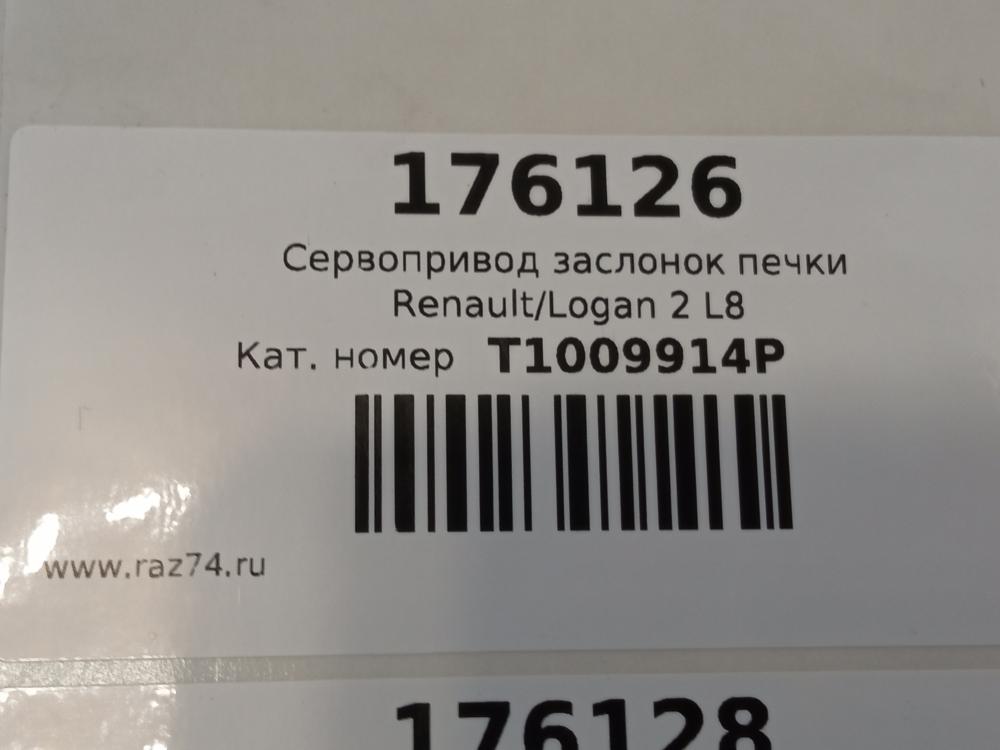 176126
Сервопривод заслонок печки
Renault/Logan 2 L8
Кат. номер T1009914P
www.raz74.ru
176128